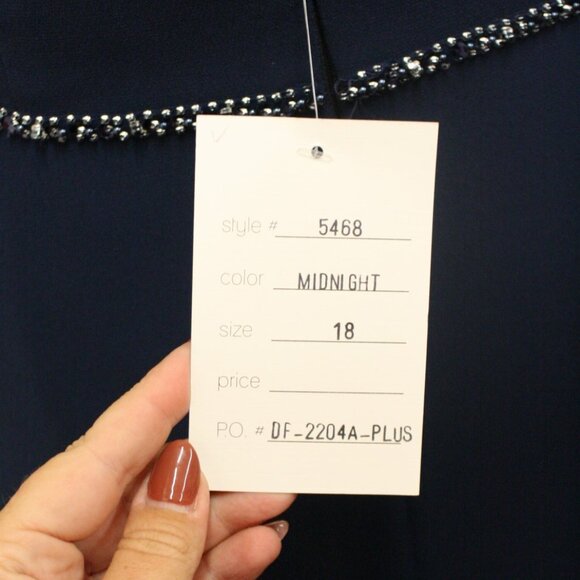 style # 5468
color MIDNIGHT
size 18
price
P.O. # DF-2204A-PLUS